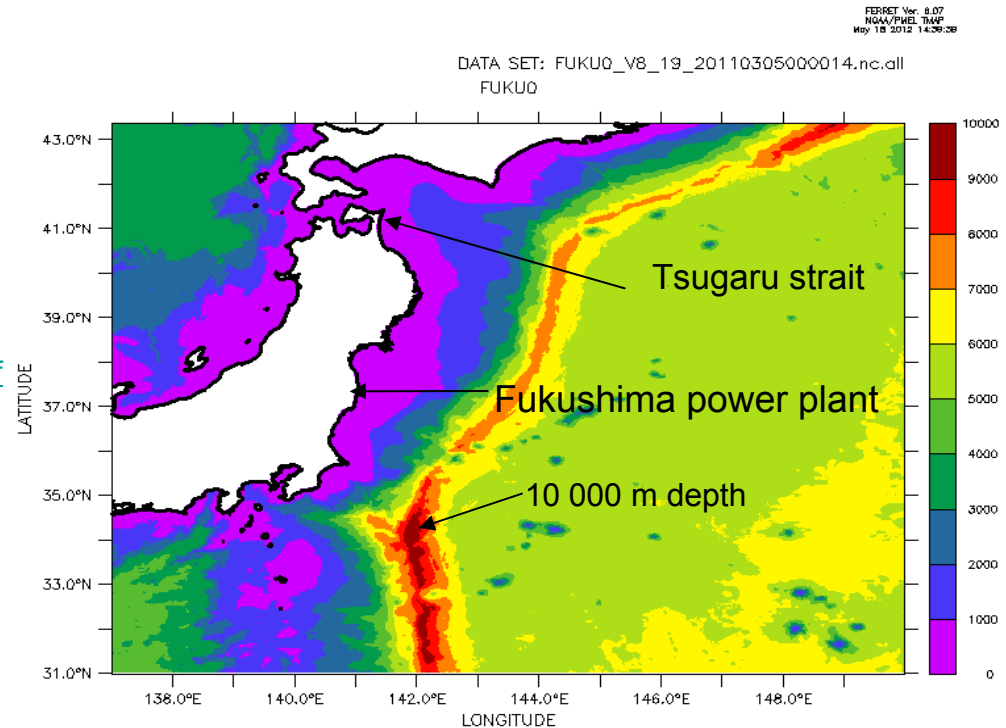 FERRET Ver. 6.07
NOAA/PMEL TMAP
May 18 2012 14:39:38
DATA SET: FUKU0_V8_19_20110305000014.nc.all
FUKU0
43.0°N
41.0°N
39.0°N
37.0°N
35.0°N
33.0°N
31.0°N
LATITUDE
Tsugaru strait
Fukushima power plant
10 000 m depth
138.0°E 140.0°E 142.0°E 144.0°E 146.0°E 148.0°E
LONGITUDE
10000
9000
8000
7000
6000
5000
4000
3000
2000
1000
0